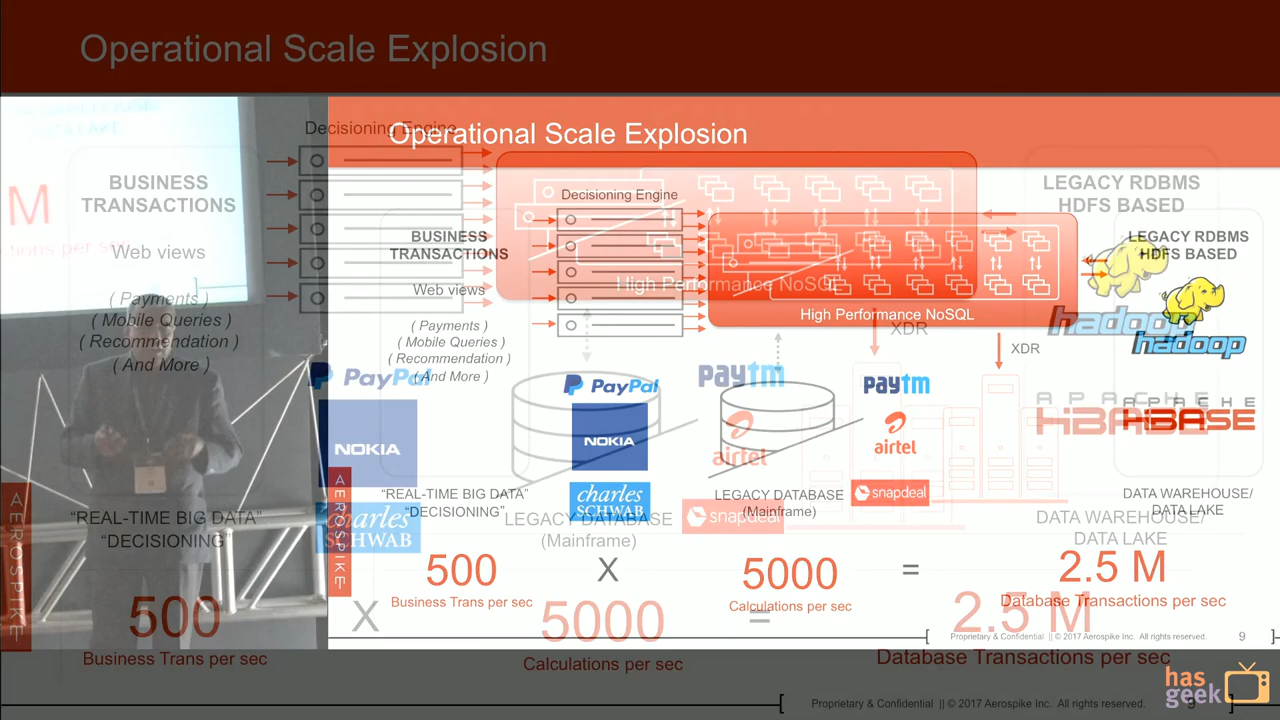 Operational Scale Explosion
Operational Scale Explosion
Decisioning Engine
BUSINESS
TRANSACTIONS
Web views
( Payments )
( Mobile Queries )
( Recommendation )
( And More )
Decisioning Engine
BUSINESS
TRANSACTIONS
Web views
( Payments )
( Mobile Queries )
( Recommendation )
( And More )
High Performance NoSQL
High Performance NoSQL
LEGACY RDBMS
HDFS BASED
LEGACY RDBMS
HDFS BASED
XDR
XDR
hadoop
hadoop
PayPal
PayPal
paytm
paytm
NOKIA
NOKIA
airtel
airtel
APACHE
HBASE
APACHE
HBASE
charles
SCHWAB
charles
SCHWAB
snapdeal
snapdeal
AEROSPIKE
AEROSPIKE
"REAL-TIME BIG DATA"
"DECISIONING"
LEGACY DATABASE
(Mainframe)
DATA WAREHOUSE/
DATA LAKE
"REAL-TIME BIG DATA"
"DECISIONING"
LEGACY DATABASE
(Mainframe)
DATA WAREHOUSE/
DATA LAKE
500 X 5000 = 2.5 M
Business Trans per sec
Calculations per sec
Database Transactions per sec
500 X 5000 = 2.5 M
Business Trans per sec
Calculations per sec
Database Transactions per sec
Proprietary & Confidential || © 2017 Aerospike Inc. All rights reserved. 9
Proprietary & Confidential || © 2017 Aerospike Inc. All rights reserved. 9
has
geek